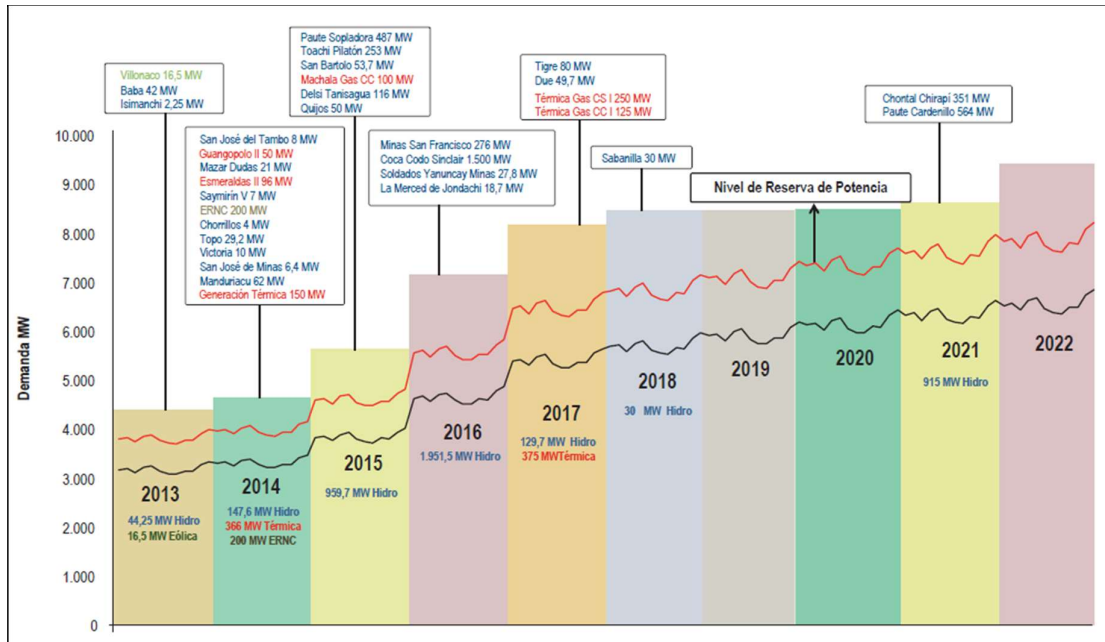 Villonaco 16,5 MW
Baba 42 MW
Isimanchi 2,25 MW
San José del Tambo 8 MW
Guangopolo II 50 MW
Mazar Dudas 21 MW
Esmeraldas II 96 MW
Saymirín V 7 MW
ERNC 200 MW
Chorrillos 4 MW
Topo 29,2 MW
Victoria 10 MW
San José de Minas 6,4 MW
Manduriacu 62 MW
Generación Térmica 150 MW
Paute Sopladora 487 MW
Toachi Pilatón 253 MW
San Bartolo 53,7 MW
Machala Gas CC 100 MW
Delsi Tanisagua 116 MW
Quijos 50 MW
Minas San Francisco 276 MW
Coca Codo Sinclair 1.500 MW
Soldados Yanuncay Minas 27,8 MW
La Merced de Jondachi 18,7 MW
Tigre 80 MW
Due 49,7 MW
Térmica Gas CS I 250 MW
Térmica Gas CC I 125 MW
Sabanilla 30 MW
Chontal Chirapí 351 MW
Paute Cardenillo 564 MW
Nivel de Reserva de Potencia
Demanda MW
10.000
9.000
8.000
7.000
6.000
5.000
4.000
3.000
2.000
1.000
0
2013
44,25 MW Hidro
16,5 MW Eólica
2014
147,6 MW Hidro
366 MW Térmica
200 MW ERNC
2015
959,7 MW Hidro
2016
1.951,5 MW Hidro
2017
129,7 MW Hidro
375 MWTérmica
2018
30 MW Hidro
2019
2020
2021
915 MW Hidro
2022